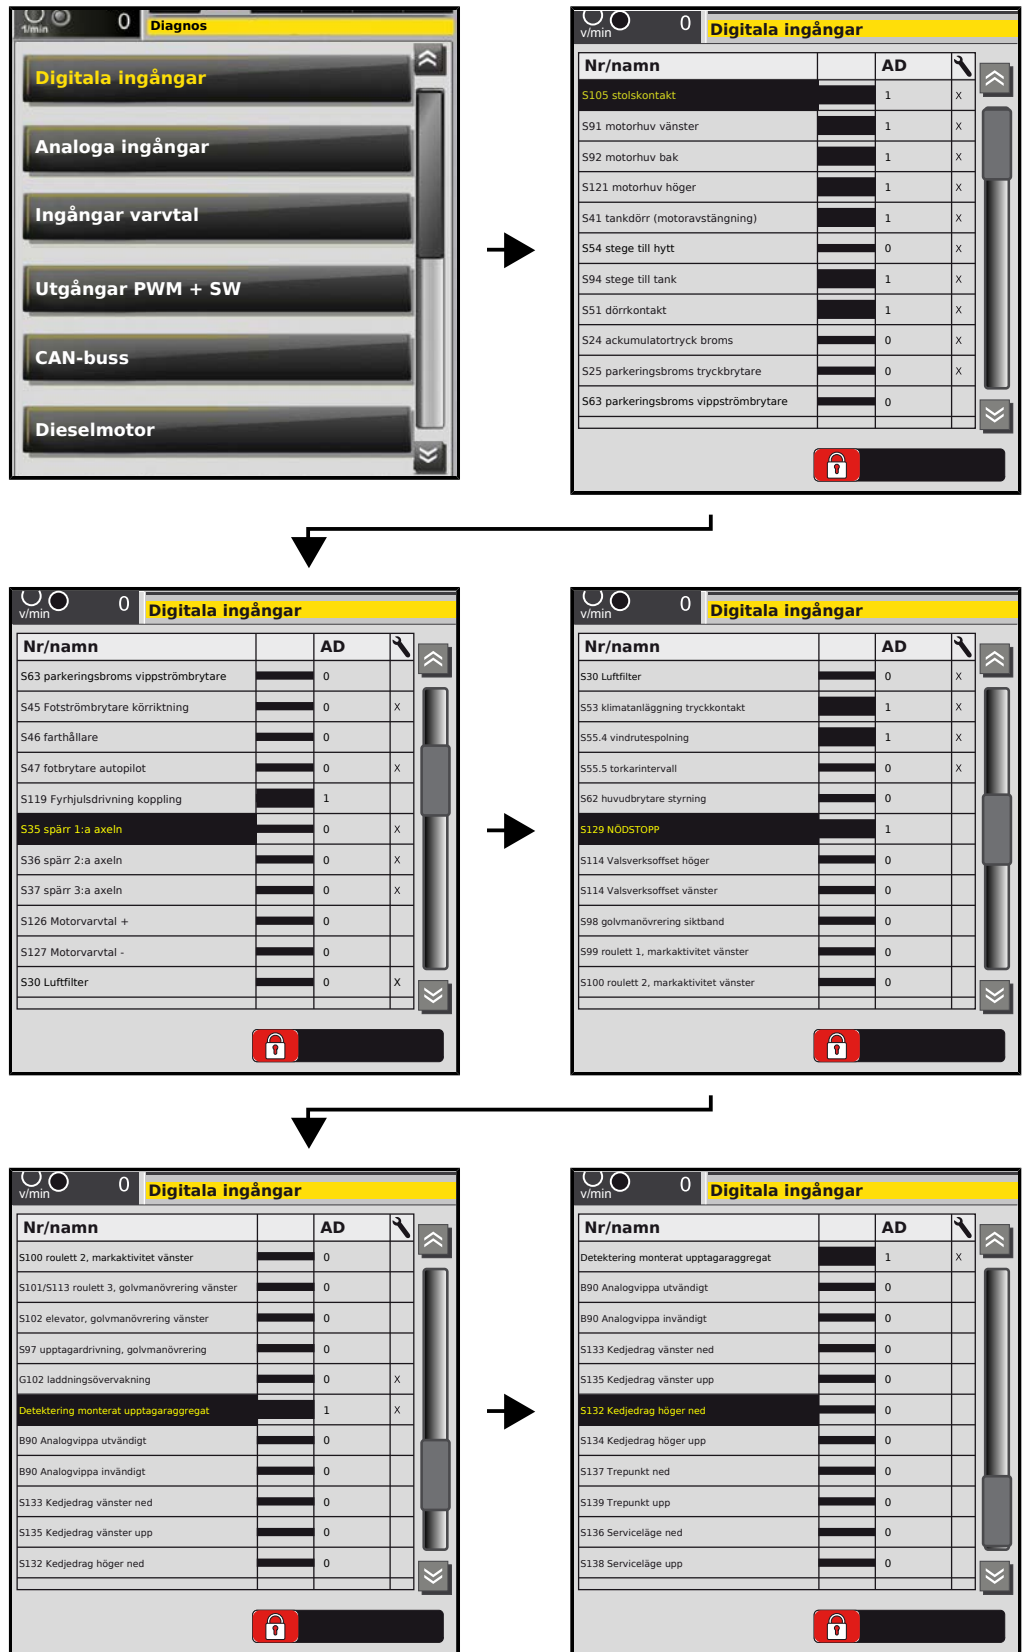 1/min 0 Diagnos
Digitala ingångar
Analoga ingångar
Ingångar varvtal
Utgångar PWM + SW
CAN-buss
Dieselmotor
v/min 0 Digitala ingångar
Nr/namn AD
S105 stolskontakt 1 X
S91 motorhuv vänster 1 X
S92 motorhuv bak 1 X
S121 motorhuv höger 1 X
S41 tankdörr (motoravstängning) 1 X
S54 stege till hytt 0 X
S94 stege till tank 1 X
S51 dörrkontakt 1 X
S24 ackumulatortryck broms 0 X
S25 parkeringsbroms tryckbrytare 0 X
S63 parkeringsbroms vippströmbrytare 0
v/min 0 Digitala ingångar
Nr/namn AD
S63 parkeringsbroms vippströmbrytare 0
S45 Fotströmbrytare körriktning 0 X
S46 farthållare 0
S47 fotbrytare autopilot 0 X
S119 Fyrhjulsdrivning koppling 1
S35 spärr 1:a axeln 0 X
S36 spärr 2:a axeln 0 X
S37 spärr 3:a axeln 0 X
S126 Motorvarvtal + 0
S127 Motorvarvtal - 0
S30 Luftfilter 0 X
v/min 0 Digitala ingångar
Nr/namn AD
S30 Luftfilter 0 X
S53 klimatanläggning tryckkontakt 1 X
S55.4 vindrutespolning 1 X
S55.5 torkarintervall 0 X
S62 huvudbrytare styrning 0
S129 NÖDSTOPP 1
S114 Valsverksoffset höger 0
S114 Valsverksoffset vänster 0
S98 golvmanövrering siktband 0
S99 roulett 1, markaktivitet vänster 0
S100 roulett 2, markaktivitet vänster 0
v/min 0 Digitala ingångar
Nr/namn AD
S100 roulett 2, markaktivitet vänster 0
S101/S113 roulett 3, golvmanövrering vänster 0
S102 elevator, golvmanövrering vänster 0
S97 upptagardrivning, golvmanövrering 0
G102 laddningsövervakning 0 X
Detektering monterat upptagaraggregat 1 X
B90 Analogvippa utvändigt 0
B90 Analogvippa invändigt 0
S133 Kedjedrag vänster ned 0
S135 Kedjedrag vänster upp 0
S132 Kedjedrag höger ned 0
v/min 0 Digitala ingångar
Nr/namn AD
Detektering monterat upptagaraggregat 1 X
B90 Analogvippa utvändigt 0
B90 Analogvippa invändigt 0
S133 Kedjedrag vänster ned 0
S135 Kedjedrag vänster upp 0
S132 Kedjedrag höger ned 0
S134 Kedjedrag höger upp 0
S137 Trepunkt ned 0
S139 Trepunkt upp 0
S136 Serviceläge ned 0
S138 Serviceläge upp 0